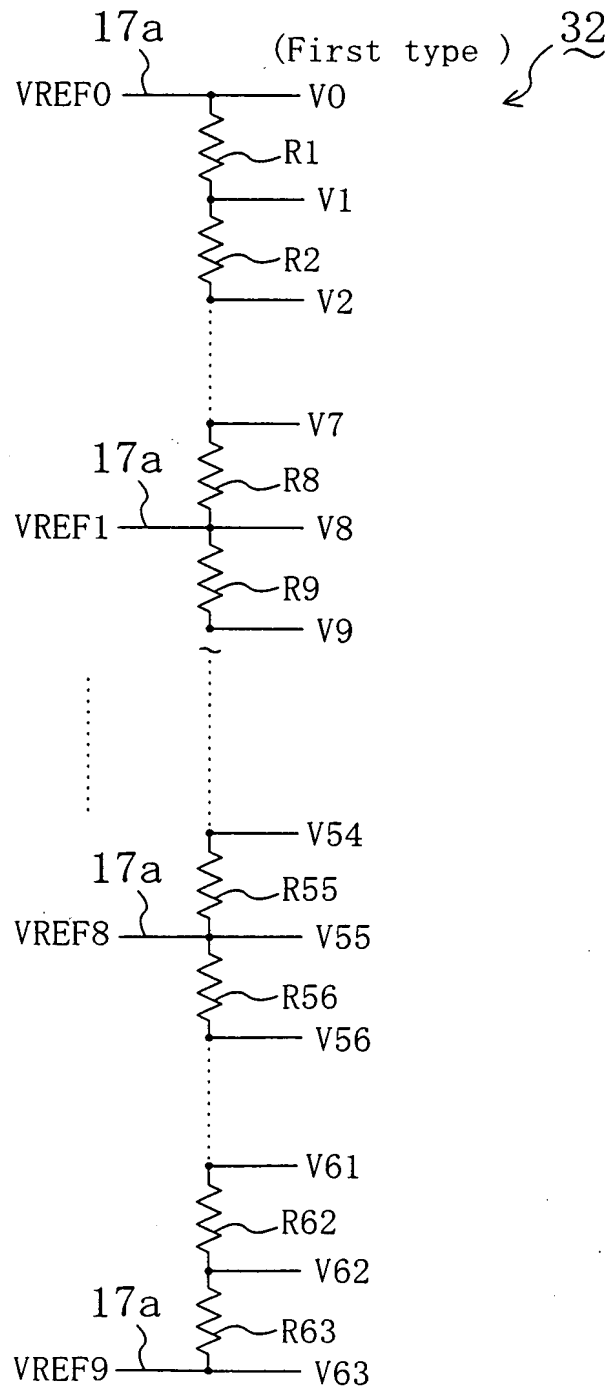 17a (First type ) 32
VREF0 V0
R1
V1
R2
V2
V7
17a R8
VREF1 V8
R9
V9
V54
17a R55
VREF8 V55
R56
V56
V61
R62
V62
17a R63
VREF9 V63